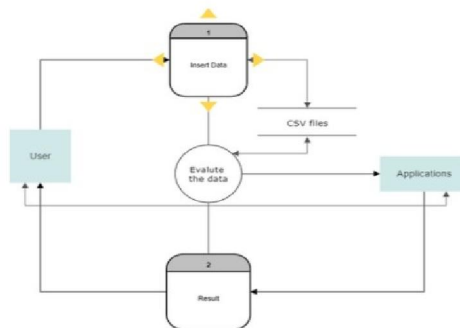 1
Insert Data
CSV files
User
Evalute
the data
Applications
2
Result